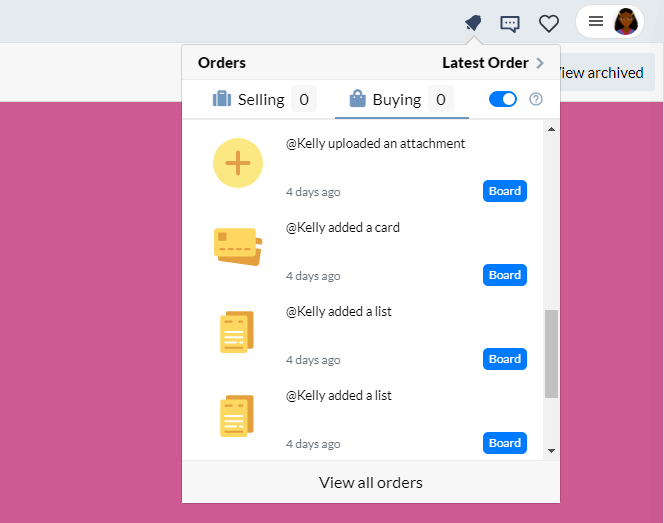 Orders
Latest Order
View archived
Selling 0
Buying 0
@Kelly uploaded an attachment
4 days ago
Board
@Kelly added a card
4 days ago
Board
@Kelly added a list
4 days ago
Board
@Kelly added a list
4 days ago
Board
View all orders